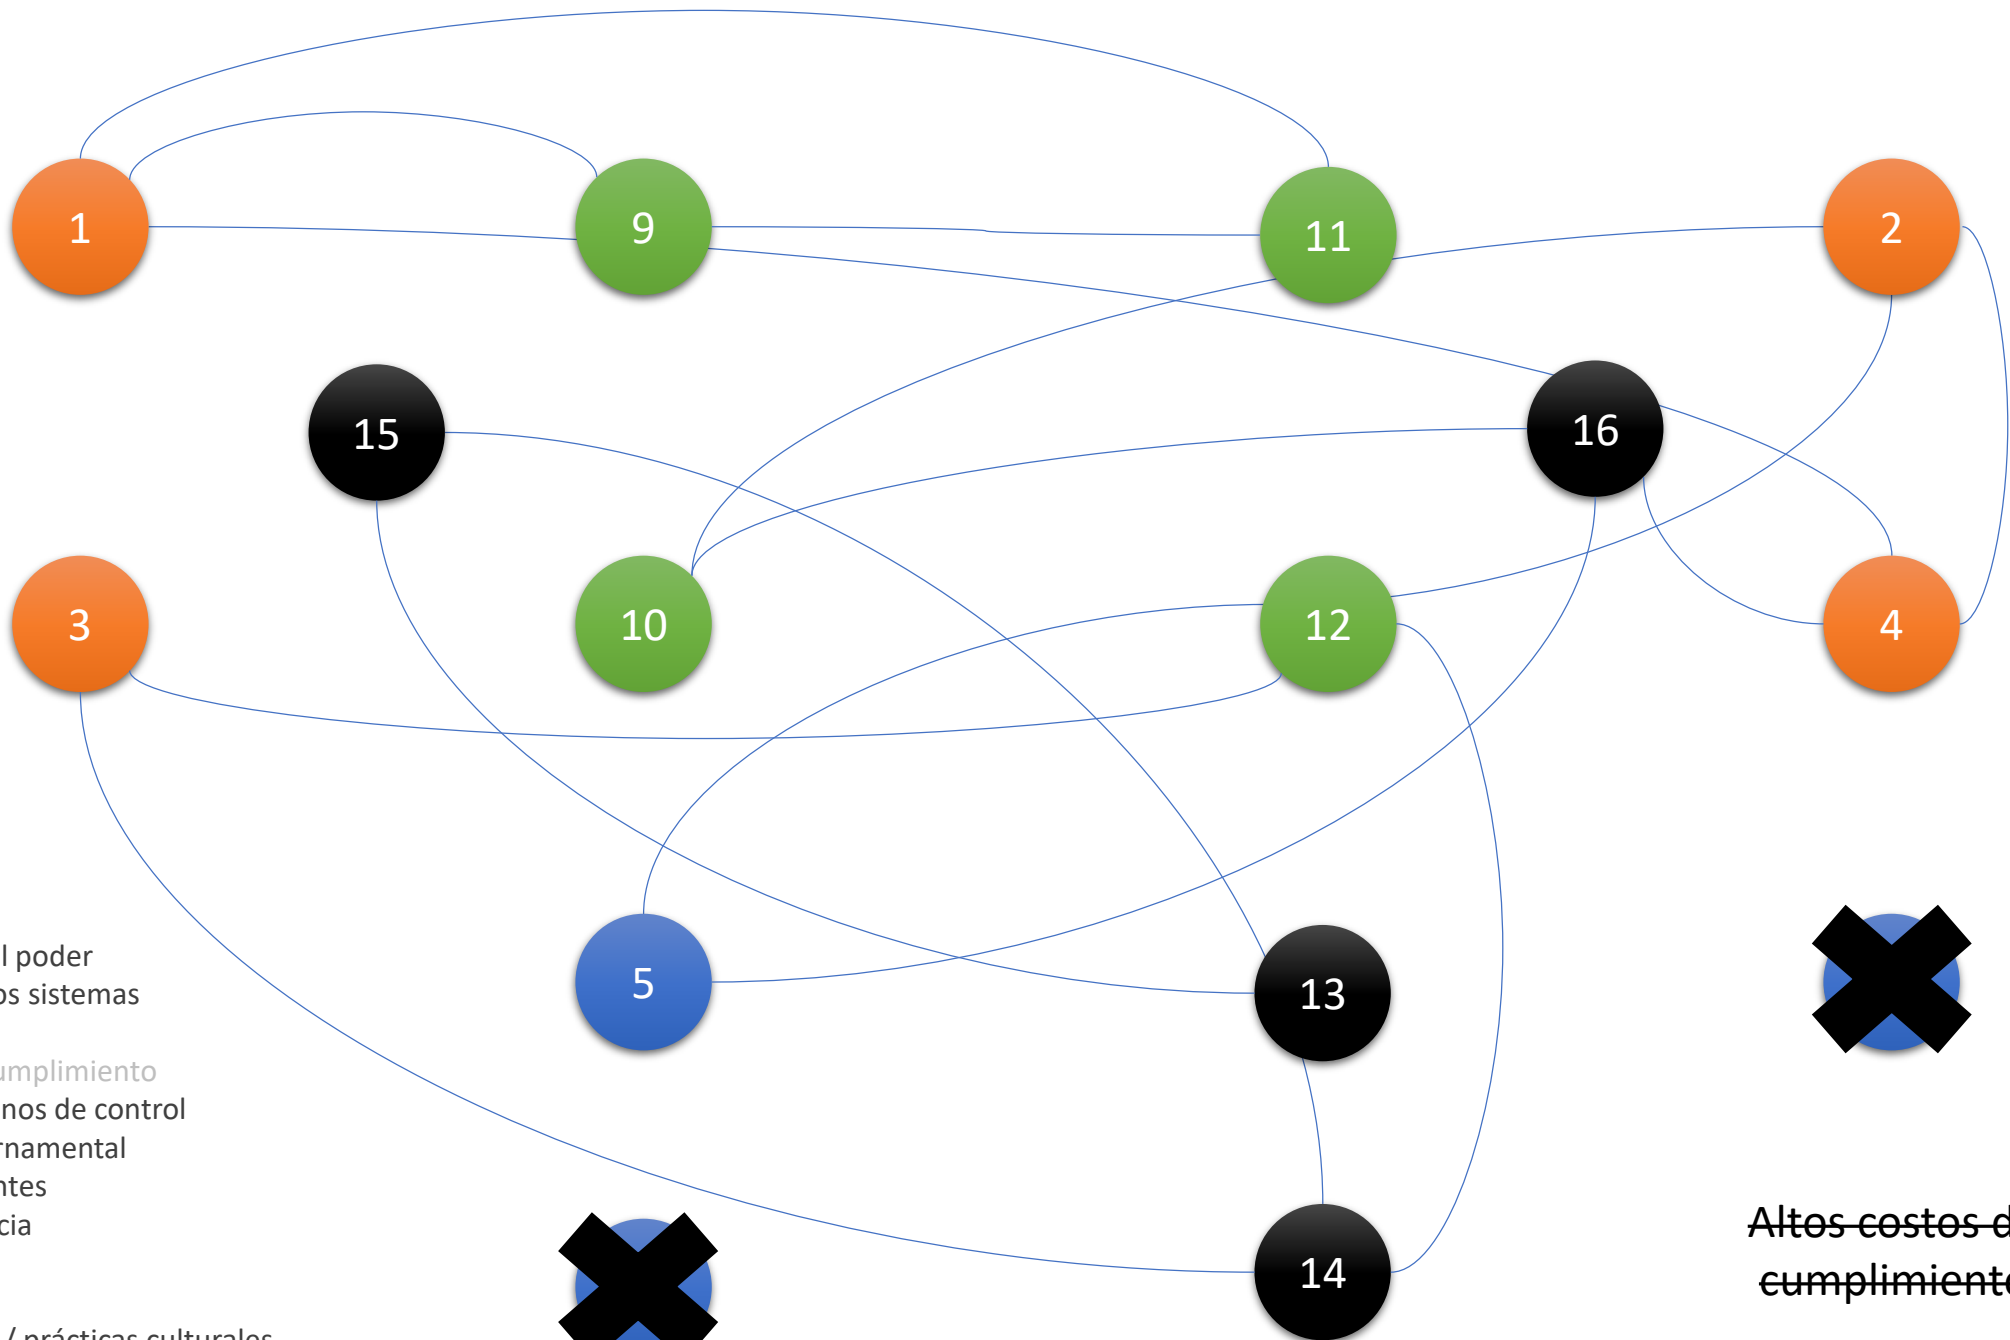 1
9
11
2
15
16
3
10
12
4
l poder
os sistemas
5
13
umplimiento
nos de control
rnamental
ntes
cia
14
Altos costos d
cumplimiento
/ prácticas culturales